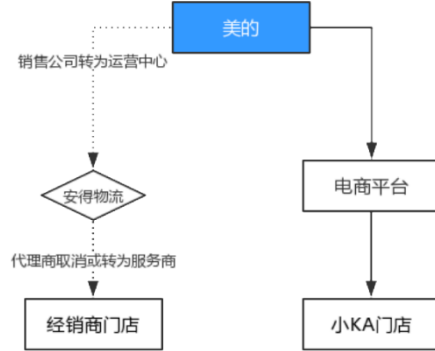 美的
销售公司转为运营中心
安得物流
电商平台
代理商取消或转为服务商
经销商门店
小KA门店